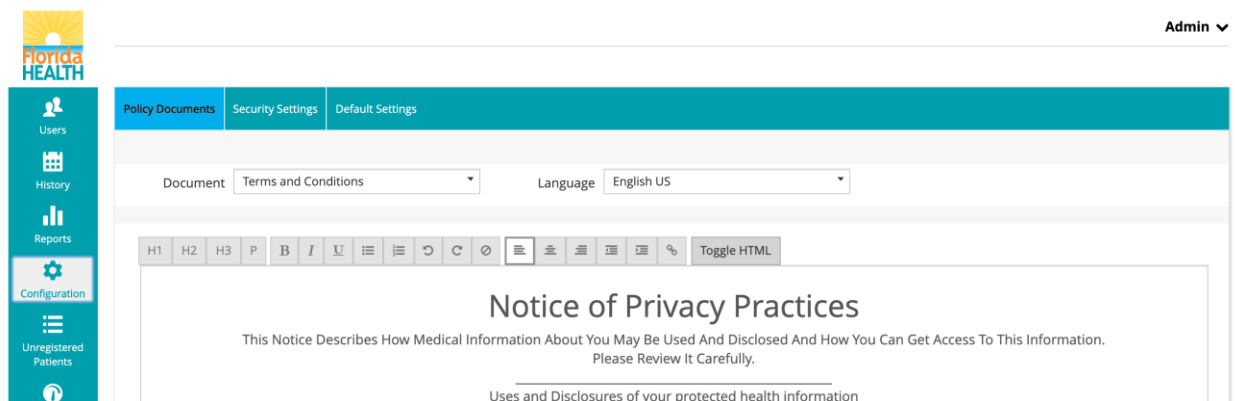 Florida
HEALTH
Admin
Users
History
Reports
Configuration
Unregistered
Patients
Policy Documents
Security Settings
Default Settings
Document
Terms and Conditions
Language
English US
H1 H2 H3 P B I U Toggle HTML
Notice of Privacy Practices
This Notice Describes How Medical Information About You May Be Used And Disclosed And How You Can Get Access To This Information.
Please Review It Carefully.
Uses and Disclosures of your protected health information